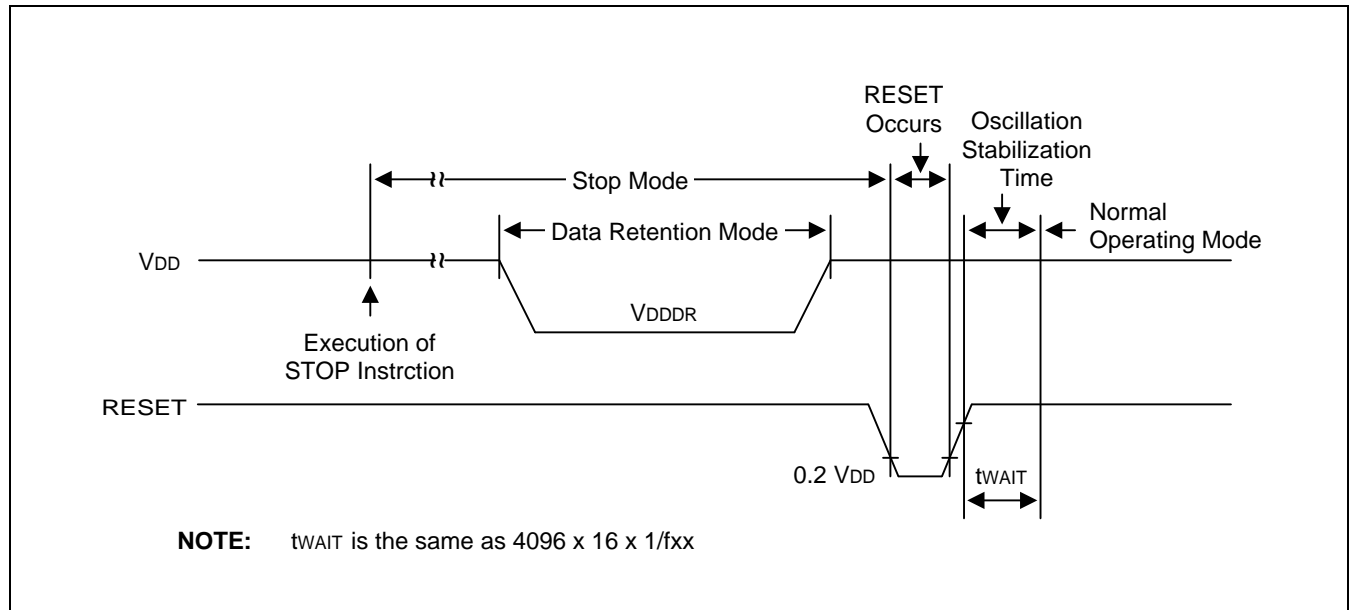 RESET
Occurs
Oscillation
Stabilization
Time
Stop Mode
Normal
Operating Mode
Data Retention Mode
VDD
VDDDR
Execution of
STOP Instrction
RESET
0.2 VDD
tWAIT
NOTE: tWAIT is the same as 4096 x 16 x 1/fxx